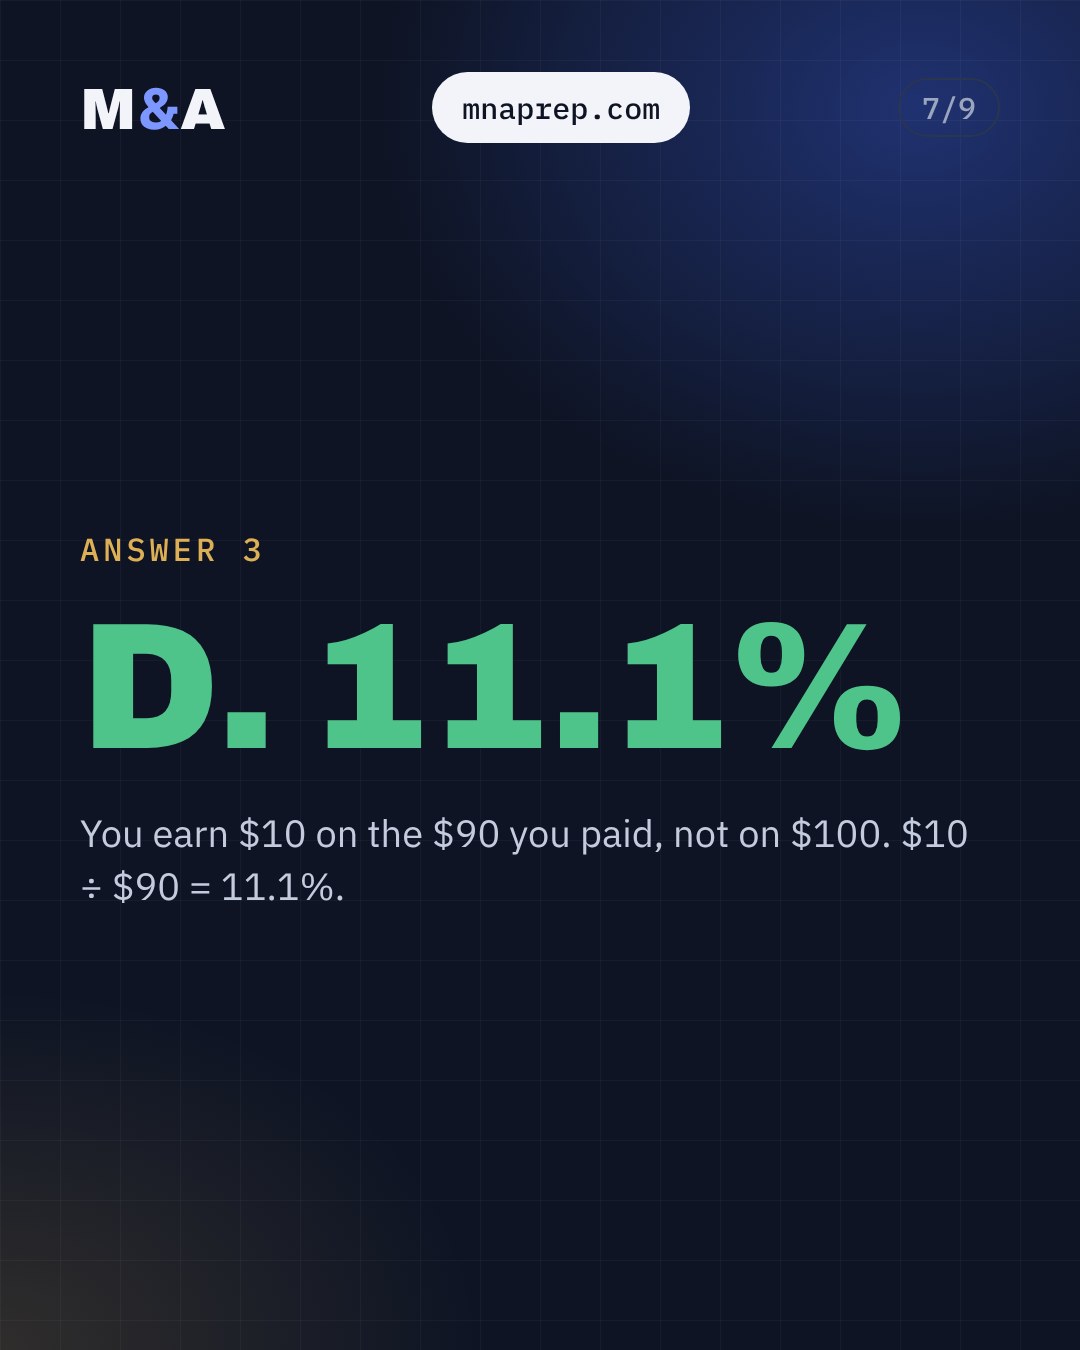 M&A
mnaprep.com
7/9
ANSWER 3
D. 11.1%
You earn $10 on the $90 you paid, not on $100. $10
÷ $90 = 11.1%.